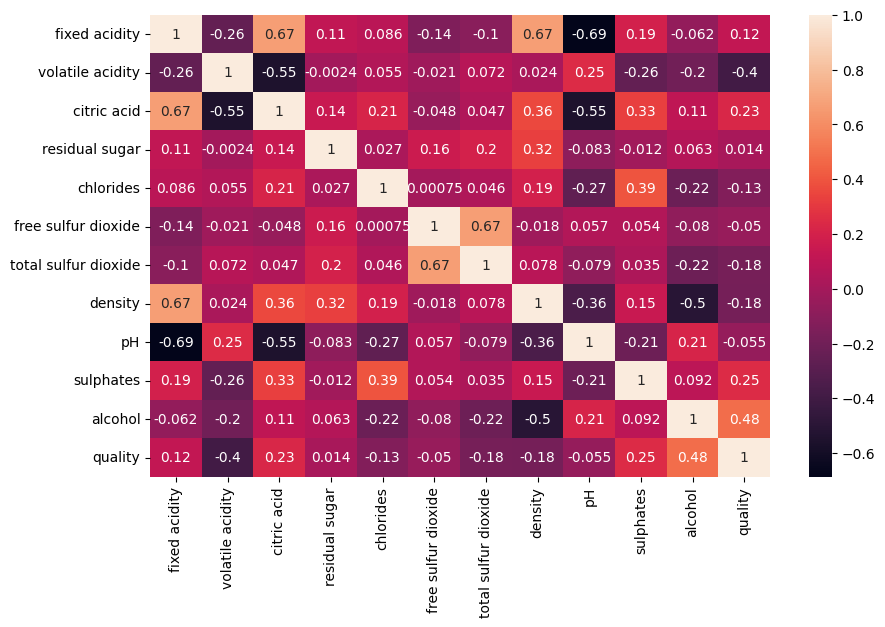 fixed acidity 1 -0.26 0.67 0.11 0.086 -0.14 -0.1 0.67 -0.69 0.19 -0.062 0.12
volatile acidity -0.26 1 -0.55 -0.0024 0.055 -0.021 0.072 0.024 0.25 -0.26 -0.2 -0.4
citric acid 0.67 -0.55 1 0.14 0.21 -0.048 0.047 0.36 -0.55 0.33 0.11 0.23
residual sugar 0.11 -0.0024 0.14 1 0.027 0.16 0.2 0.32 -0.083 -0.012 0.063 0.014
chlorides 0.086 0.055 0.21 0.027 1 0.00075 0.046 0.19 -0.27 0.39 -0.22 -0.13
free sulfur dioxide -0.14 -0.021 -0.048 0.16 0.00075 1 0.67 -0.018 0.057 0.054 -0.08 -0.05
total sulfur dioxide -0.1 0.072 0.047 0.2 0.046 0.67 1 0.078 -0.079 0.035 -0.22 -0.18
density 0.67 0.024 0.36 0.32 0.19 -0.018 0.078 1 -0.36 0.15 -0.5 -0.18
pH -0.69 0.25 -0.55 -0.083 -0.27 0.057 -0.079 -0.36 1 -0.21 0.21 -0.055
sulphates 0.19 -0.26 0.33 -0.012 0.39 0.054 0.035 0.15 -0.21 1 0.092 0.25
alcohol -0.062 -0.2 0.11 0.063 -0.22 -0.08 -0.22 -0.5 0.21 0.092 1 0.48
quality 0.12 -0.4 0.23 0.014 -0.13 -0.05 -0.18 -0.18 -0.055 0.25 0.48 1
fixed acidity
volatile acidity
citric acid
residual sugar
chlorides
free sulfur dioxide
total sulfur dioxide
density
pH
sulphates
alcohol
quality
1.0
0.8
0.6
0.4
0.2
0.0
−0.2
−0.4
−0.6